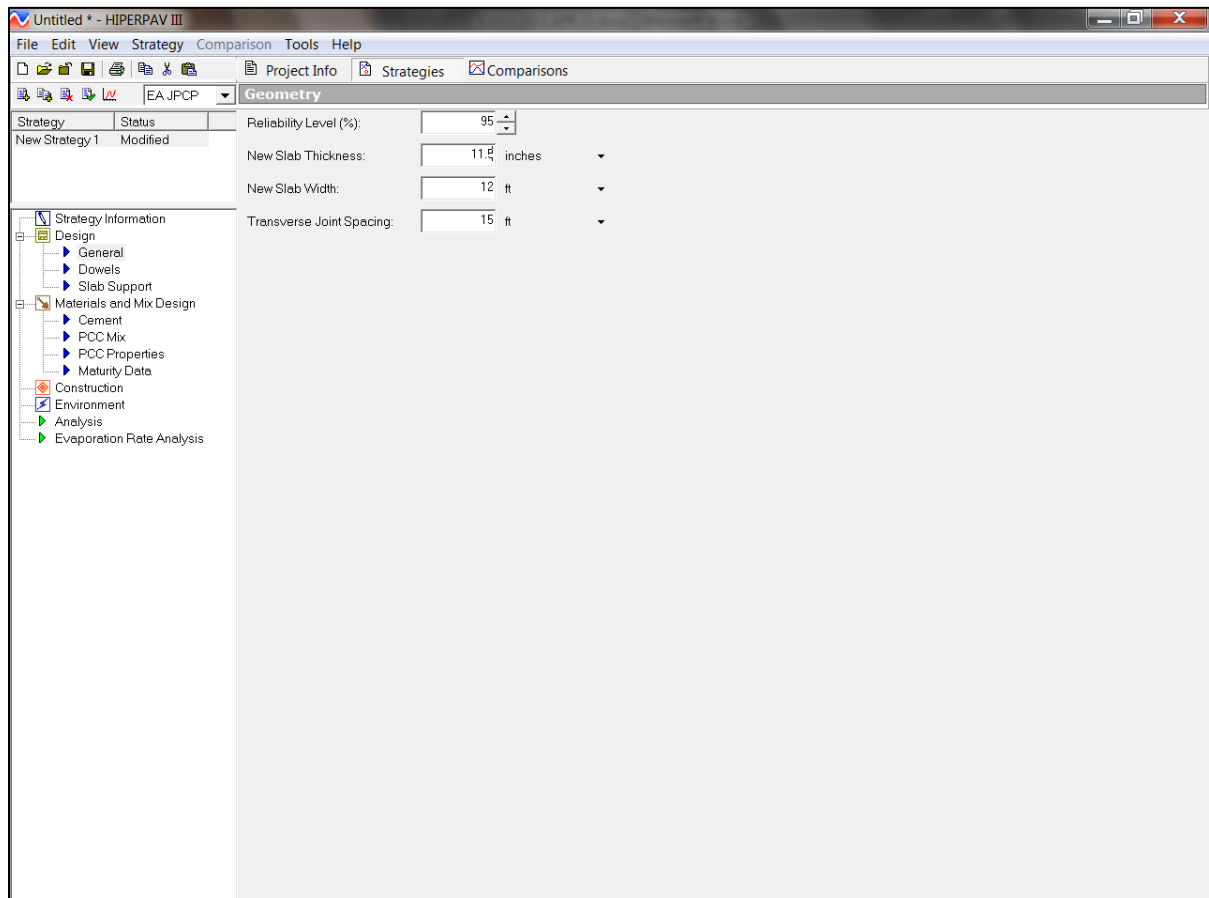 Untitled * - HIPERPAV III
File Edit View Strategy Comparison Tools Help
Project Info Strategies Comparisons
EA JPCP Geometry
Strategy Status
New Strategy 1 Modified
Reliability Level (%): 95
New Slab Thickness: inches
New Slab Width: 12 ft
Transverse Joint Spacing: 15 ft
Strategy Information
Design
General
Dowels
Slab Support
Materials and Mix Design
Cement
PCC Mix
PCC Properties
Maturity Data
Construction
Environment
Analysis
Evaporation Rate Analysis